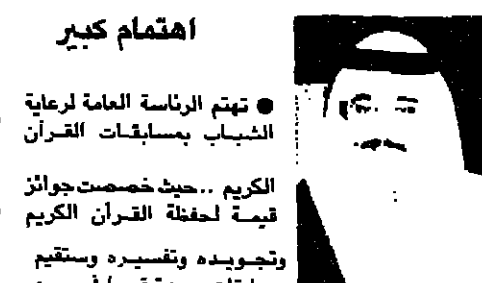 اهتمام كبير
● تهتم الرئاسة العامة لرعاية
الشباب بمسابقات القرآن
الكريم .. حيث خصصت جوائز
قيمة لحفظة القرآن الكريم
وتجويده وتفسيره وستقيم